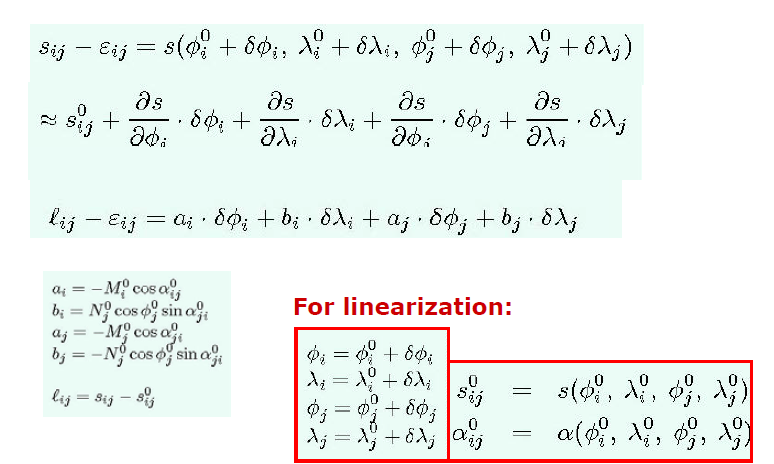 s_{ij} − ε_{ij} = s(ϕ_i^0 + δϕ_i, λ_i^0 + δλ_i, ϕ_j^0 + δϕ_j, λ_j^0 + δλ_j)
≈ s_{ij}^0 + ∂s/∂ϕ_i · δϕ_i + ∂s/∂λ_i · δλ_i + ∂s/∂ϕ_j · δϕ_j + ∂s/∂λ_j · δλ_j
ℓ_{ij} − ε_{ij} = a_i · δϕ_i + b_i · δλ_i + a_j · δϕ_j + b_j · δλ_j
a_i = −M_i^0 cos α_{ij}^0
b_i = N_j^0 cos ϕ_j^0 sin α_{ji}^0
a_j = −M_j^0 cos α_{ji}^0
b_j = −N_j^0 cos ϕ_j^0 sin α_{ji}^0
ℓ_{ij} = s_{ij} − s_{ij}^0
For linearization:
ϕ_i = ϕ_i^0 + δϕ_i
λ_i = λ_i^0 + δλ_i
ϕ_j = ϕ_j^0 + δϕ_j
λ_j = λ_j^0 + δλ_j
s_{ij}^0 = s(ϕ_i^0, λ_i^0, ϕ_j^0, λ_j^0)
α_{ij}^0 = α(ϕ_i^0, λ_i^0, ϕ_j^0, λ_j^0)